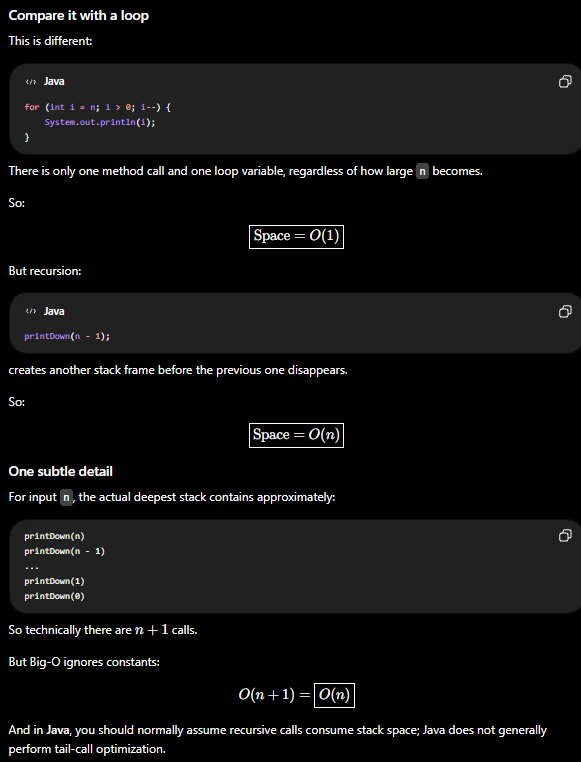 Compare it with a loop
This is different:
</> Java
for (int i = n; i > 0; i--) {
    System.out.println(i);
}
There is only one method call and one loop variable, regardless of how large n becomes.
So:
Space = O(1)
But recursion:
</> Java
printDown(n - 1);
creates another stack frame before the previous one disappears.
So:
Space = O(n)
One subtle detail
For input n, the actual deepest stack contains approximately:
printDown(n)
printDown(n - 1)
...
printDown(1)
printDown(0)
So technically there are n + 1 calls.
But Big-O ignores constants:
O(n + 1) = O(n)
And in Java, you should normally assume recursive calls consume stack space; Java does not generally
perform tail-call optimization.